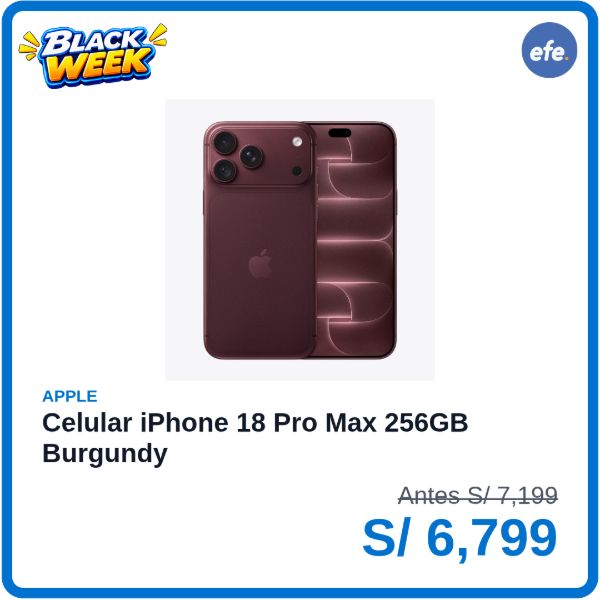 BLACK
WEEK
efe.
APPLE
Celular iPhone 18 Pro Max 256GB
Burgundy
Antes S/ 7,199
S/ 6,799